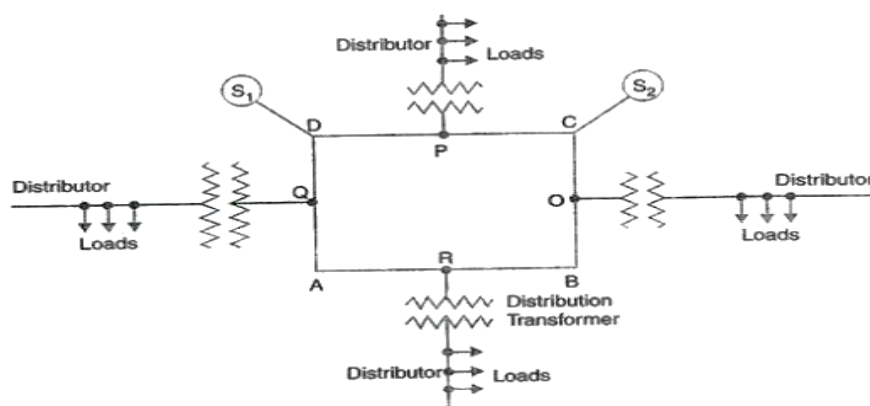 Distributor
Loads
S1
S2
D
C
P
Distributor
Q
O
Distributor
Loads
Loads
R
A
B
Distribution
Transformer
Distributor
Loads